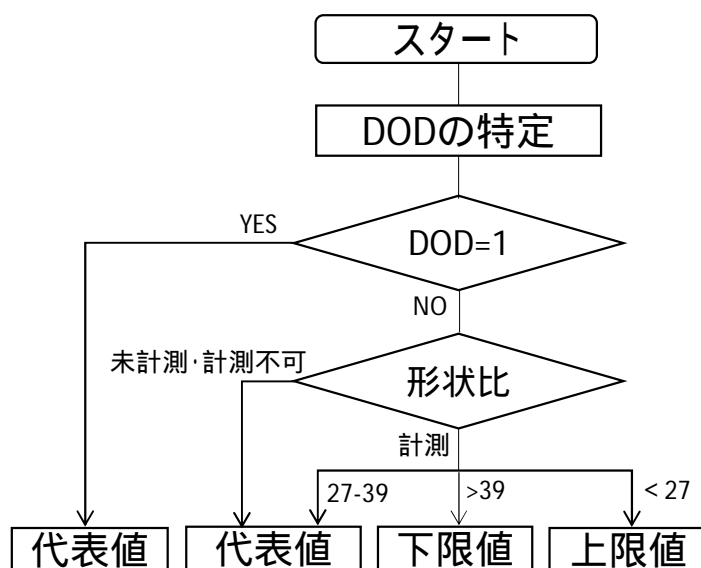 スタート
DODの特定
YES
DOD=1
NO
未計測・計測不可
形状比
計測
27-39
>39
<27
代表値
代表値
下限値
上限値